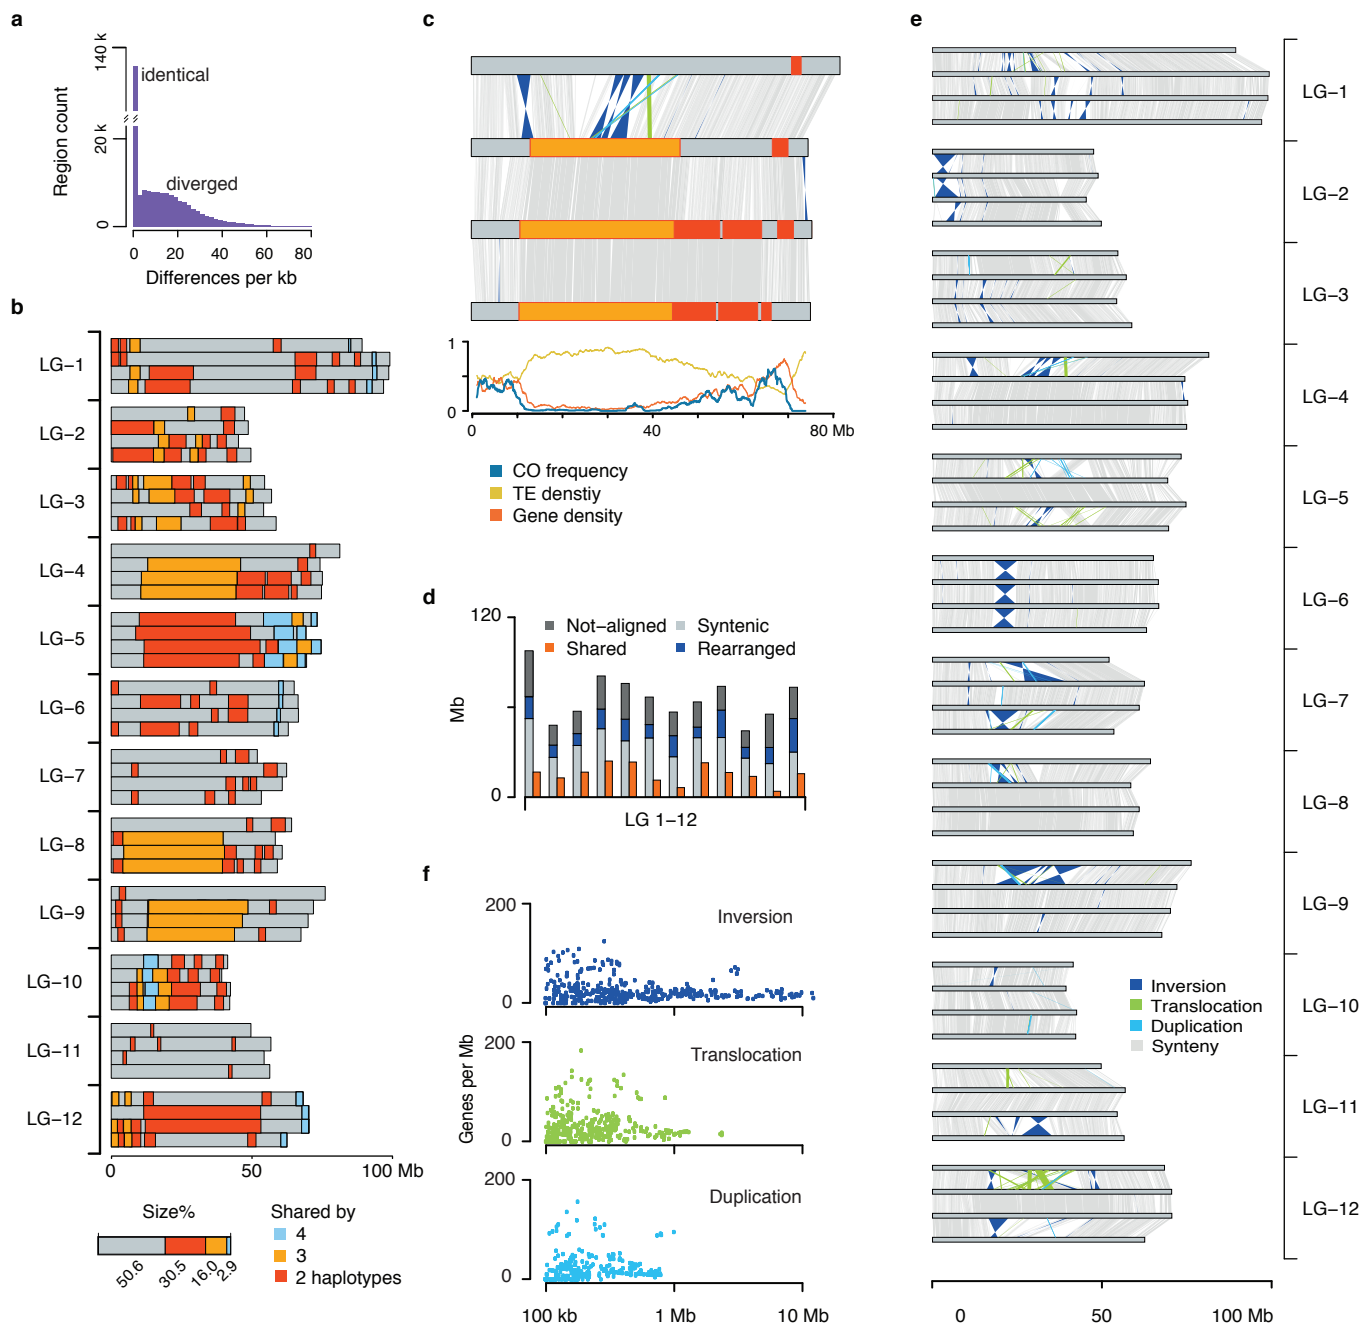 a
140 k
20 k
0
Region count
identical
diverged
0 20 40 60 80
Differences per kb
b
LG-1
LG-2
LG-3
LG-4
LG-5
LG-6
LG-7
LG-8
LG-9
LG-10
LG-11
LG-12
0 50 100 Mb
Size%
50.6 30.5 16.0 2.9
Shared by
4
3
2 haplotypes
c
1
0
0 40 80 Mb
CO frequency
TE denstiy
Gene density
d
120
0
Mb
Not-aligned
Syntenic
Shared
Rearranged
LG 1-12
f
200
0
Inversion
200
0
Translocation
200
0
Duplication
Genes per Mb
100 kb 1 Mb 10 Mb
e
LG-1
LG-2
LG-3
LG-4
LG-5
LG-6
LG-7
LG-8
LG-9
LG-10
LG-11
LG-12
Inversion
Translocation
Duplication
Synteny
0 50 100 Mb